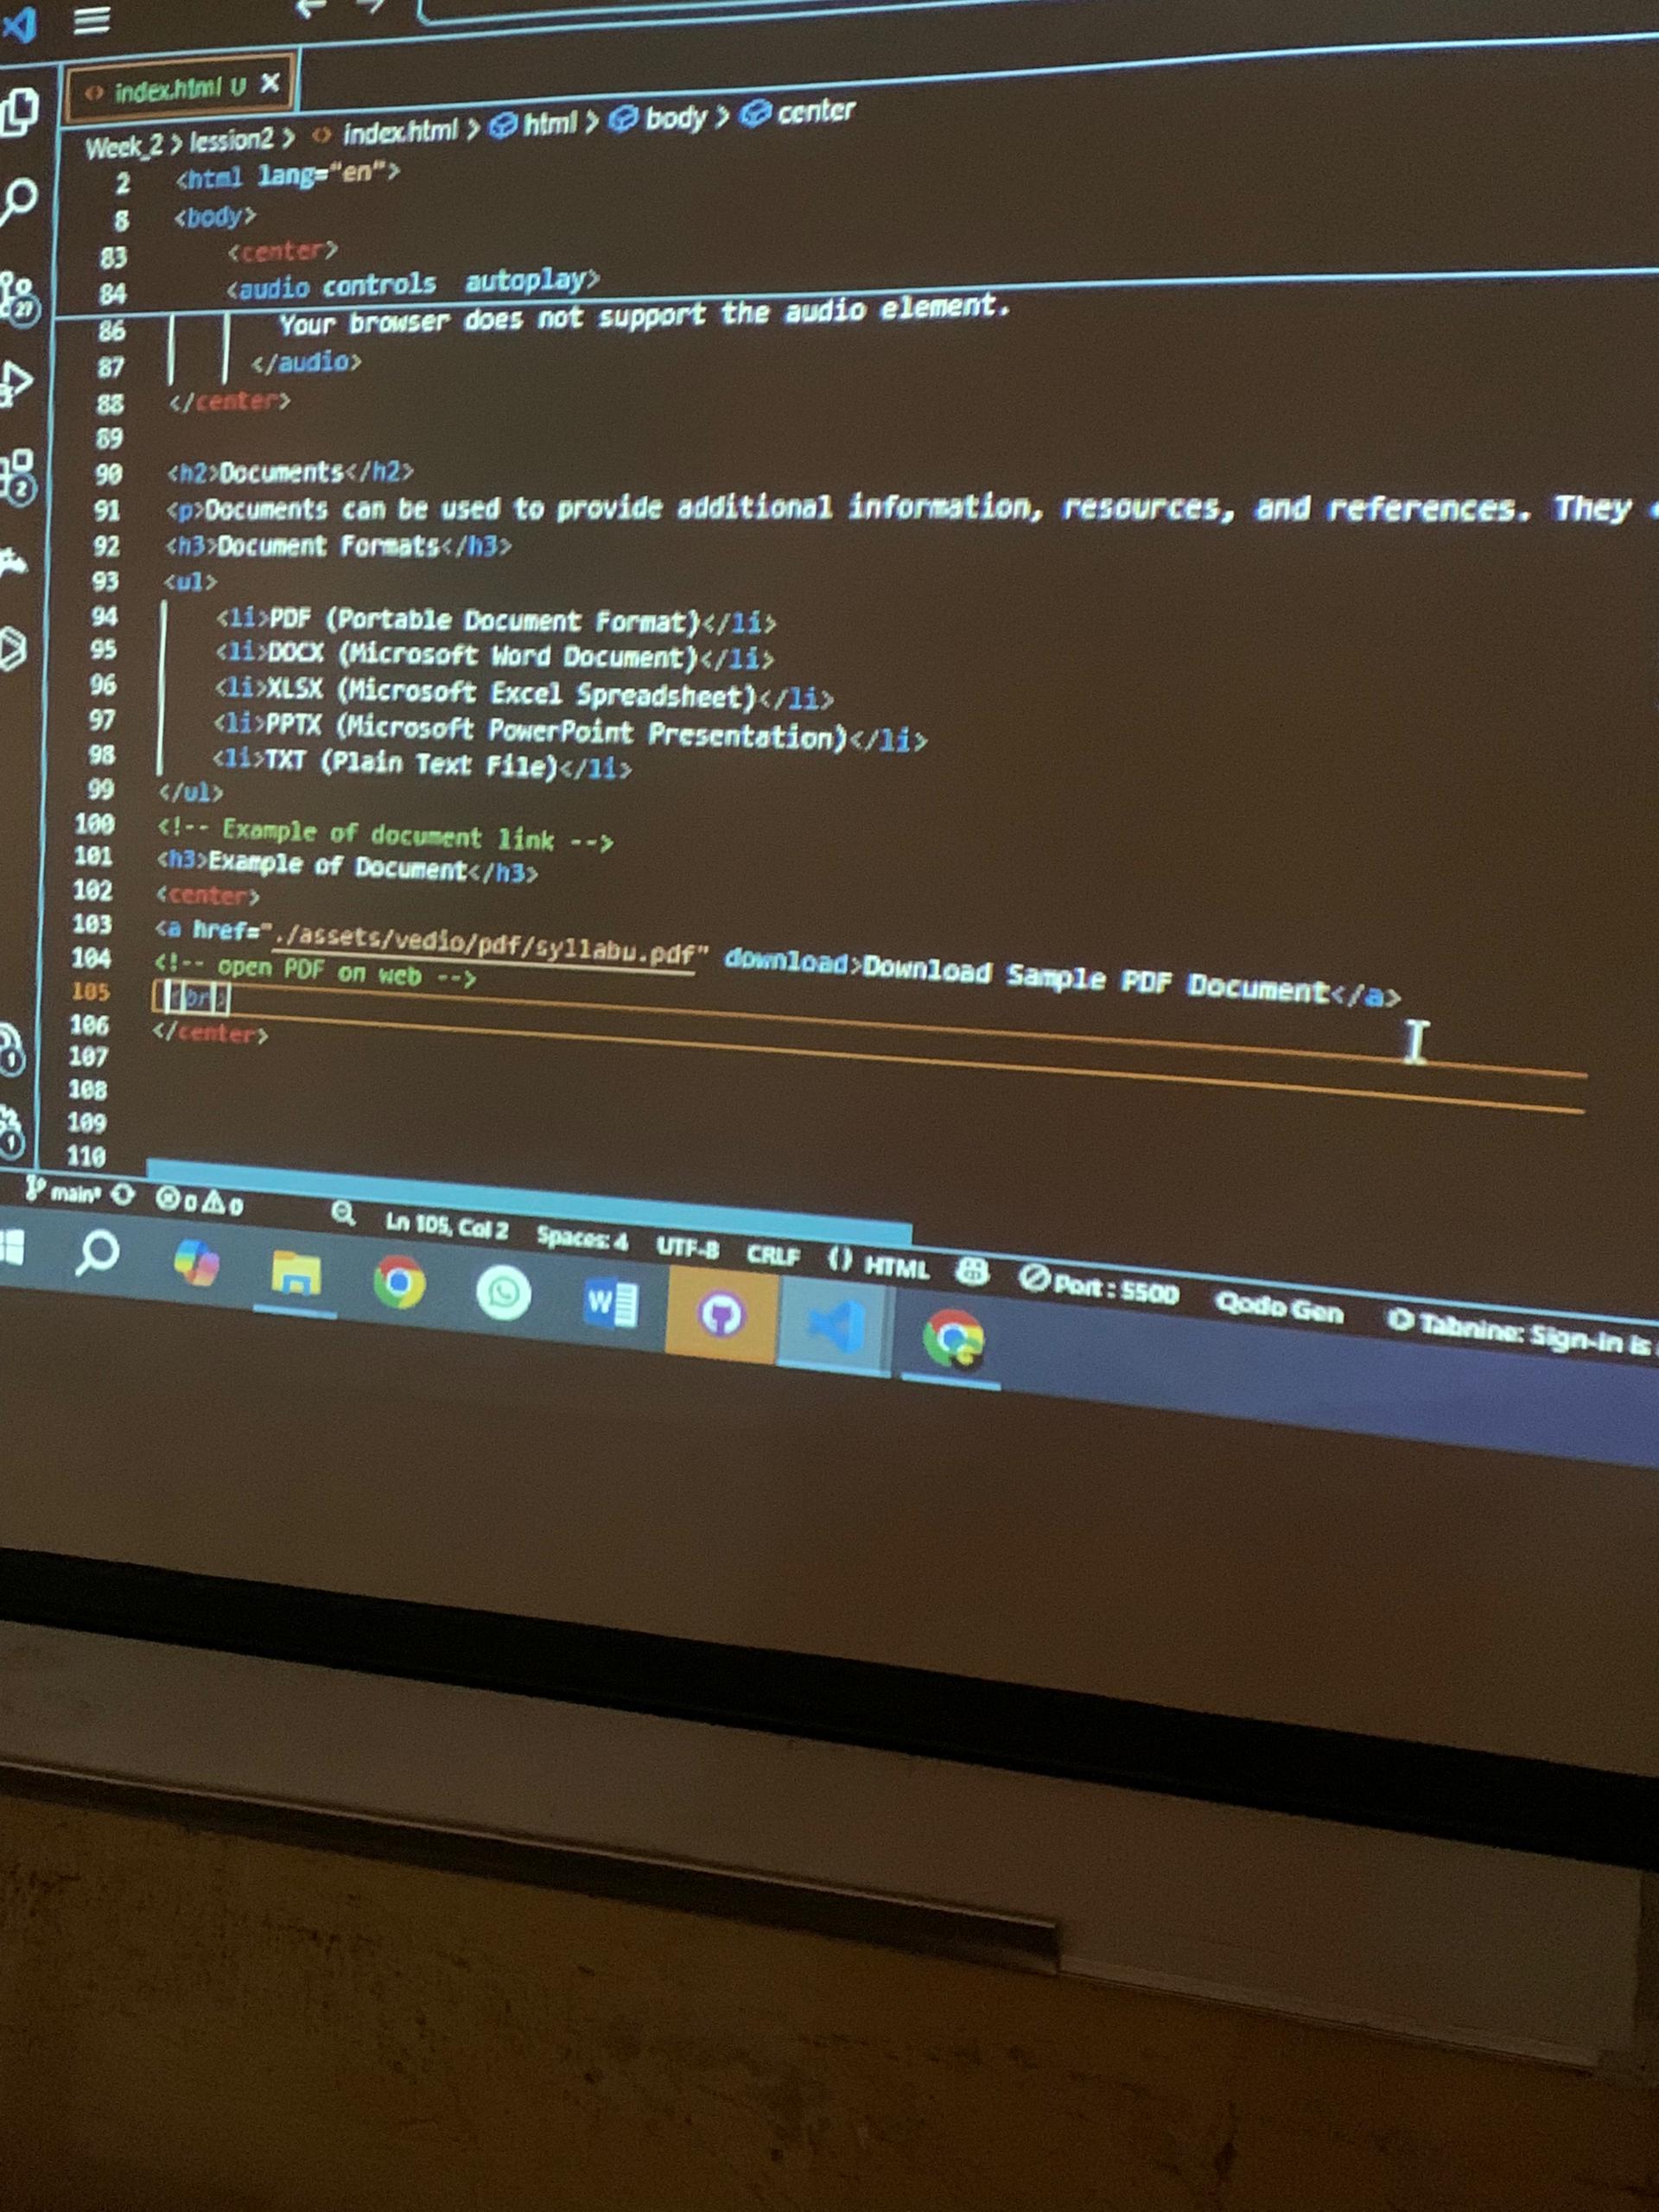 index.html U
Week_2 > lession2 > index.html > html > body > center
2 <html lang="en">
8 <body>
83 <center>
84 <audio controls autoplay>
86 Your browser does not support the audio element.
87 </audio>
88 </center>
89
90 <h2>Documents</h2>
91 <p>Documents can be used to provide additional information, resources, and references. They
92 <h3>Document Formats</h3>
93 <ul>
94 <li>PDF (Portable Document Format)</li>
95 <li>DOCX (Microsoft Word Document)</li>
96 <li>XLSX (Microsoft Excel Spreadsheet)</li>
97 <li>PPTX (Microsoft PowerPoint Presentation)</li>
98 <li>TXT (Plain Text File)</li>
99 </ul>
100 <!-- Example of document link -->
101 <h3>Example of Document</h3>
102 <center>
103 <a href="./assets/vedio/pdf/syllabu.pdf" download>Download Sample PDF Document</a>
104 <!-- open PDF on web -->
105 <br>
106 </center>
107
108
109
110
27
2
1
1
main* 0 0 Ln 105, Col 2 Spaces: 4 UTF-8 CRLF {} HTML Port : 5500 Qodo Gen Tabnine: Sign-in is
W